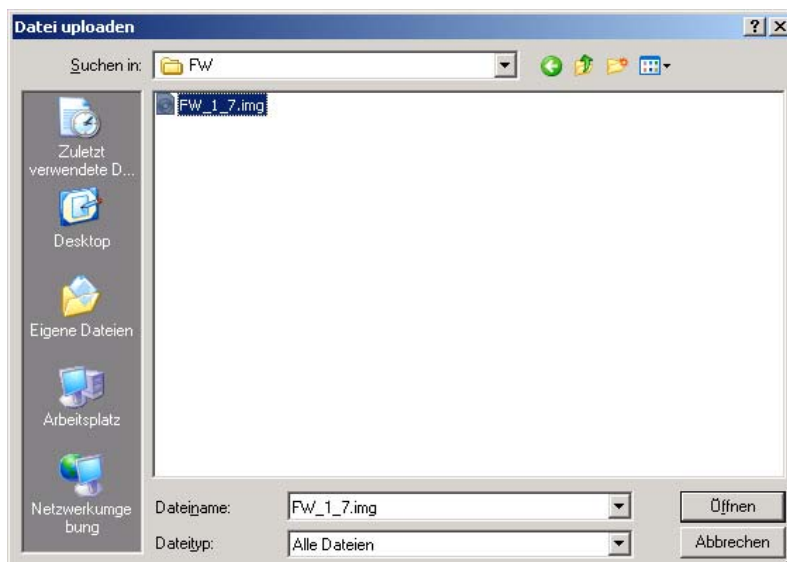 Datei uploaden
Suchen in:
FW
FW_1_7.img
Zuletzt
verwendete D...
Desktop
Eigene Dateien
Arbeitsplatz
Netzwerkumge
bung
Dateiname:
FW_1_7.img
Öffnen
Dateityp:
Alle Dateien
Abbrechen